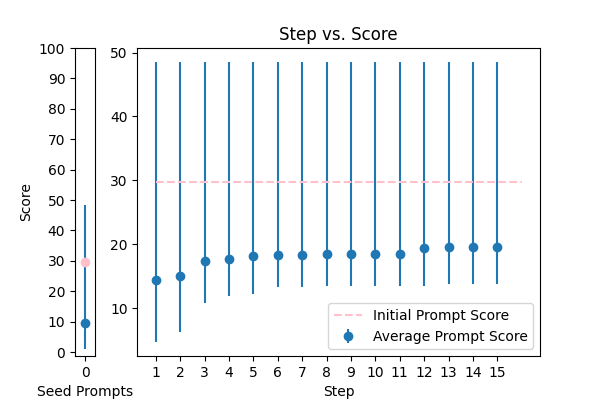 Step vs. Score
Score
100
90
80
70
60
50
40
30
20
10
0
0
Seed Prompts
50
40
30
20
10
Initial Prompt Score
Average Prompt Score
1 2 3 4 5 6 7 8 9 10 11 12 13 14 15
Step